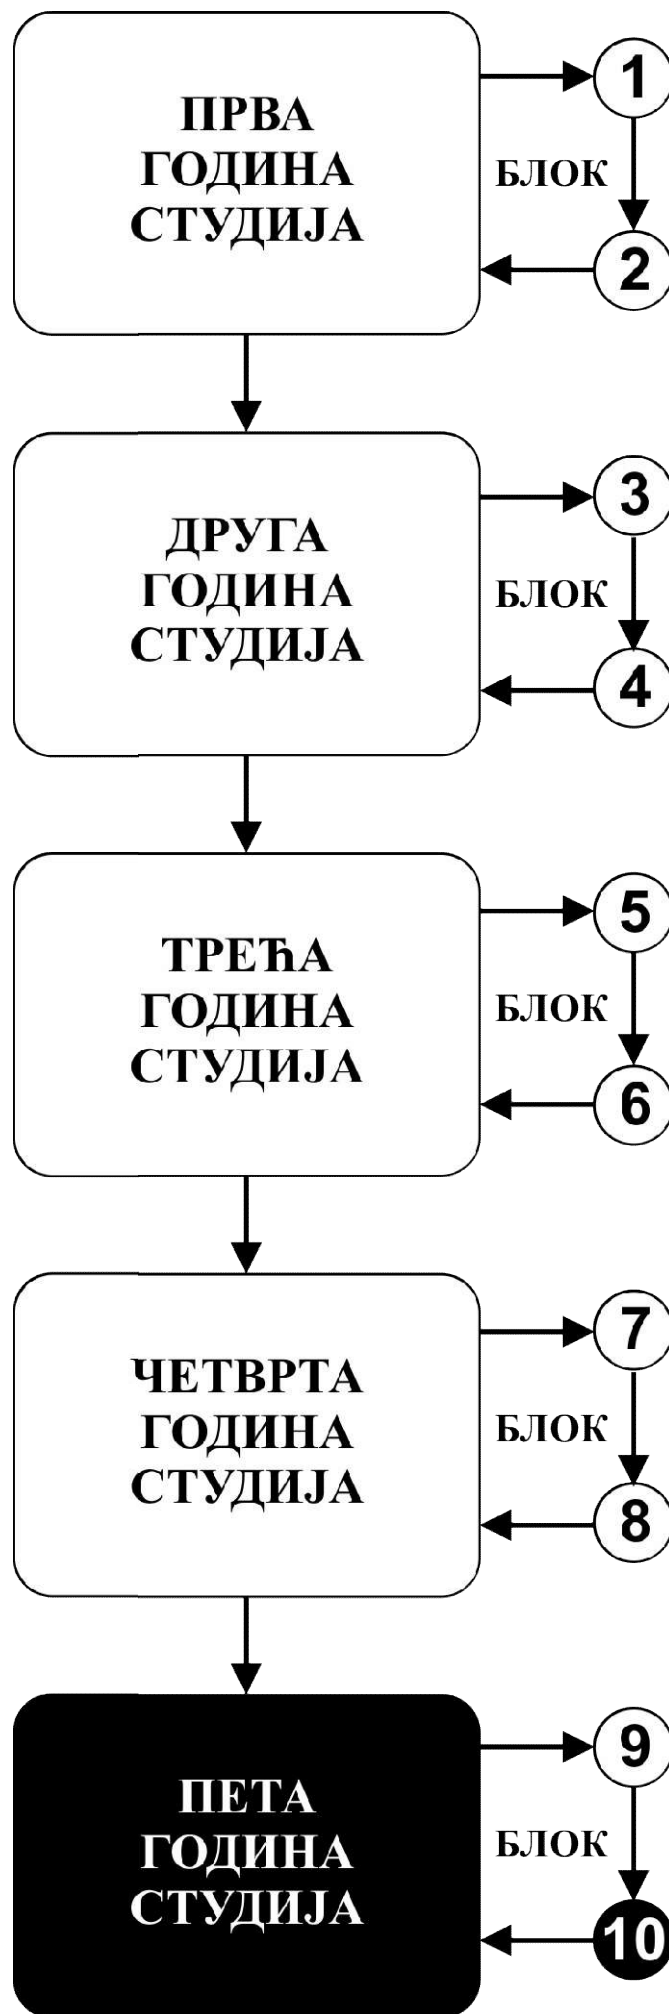 ПРВА
ГОДИНА
СТУДИЈА
1
БЛОК
2
ДРУГА
ГОДИНА
СТУДИЈА
3
БЛОК
4
ТРЕЋА
ГОДИНА
СТУДИЈА
5
БЛОК
6
ЧЕТВРТА
ГОДИНА
СТУДИЈА
7
БЛОК
8
ПЕТА
ГОДИНА
СТУДИЈА
9
БЛОК
10